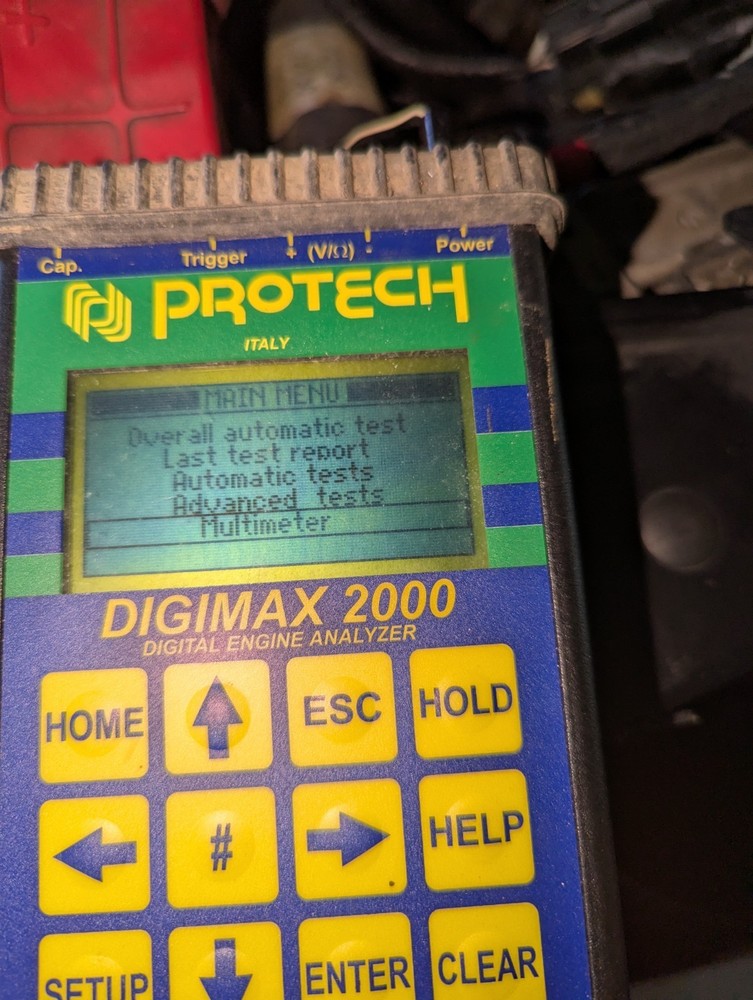 Cap. Trigger + (V/Ω) - Power
PROTECH
ITALY
MAIN MENU
Overall automatic test
Last test report
Automatic tests
Advanced tests
Multimeter
DIGIMAX 2000
DIGITAL ENGINE ANALYZER
HOME ESC HOLD
# HELP
SETUP ENTER CLEAR